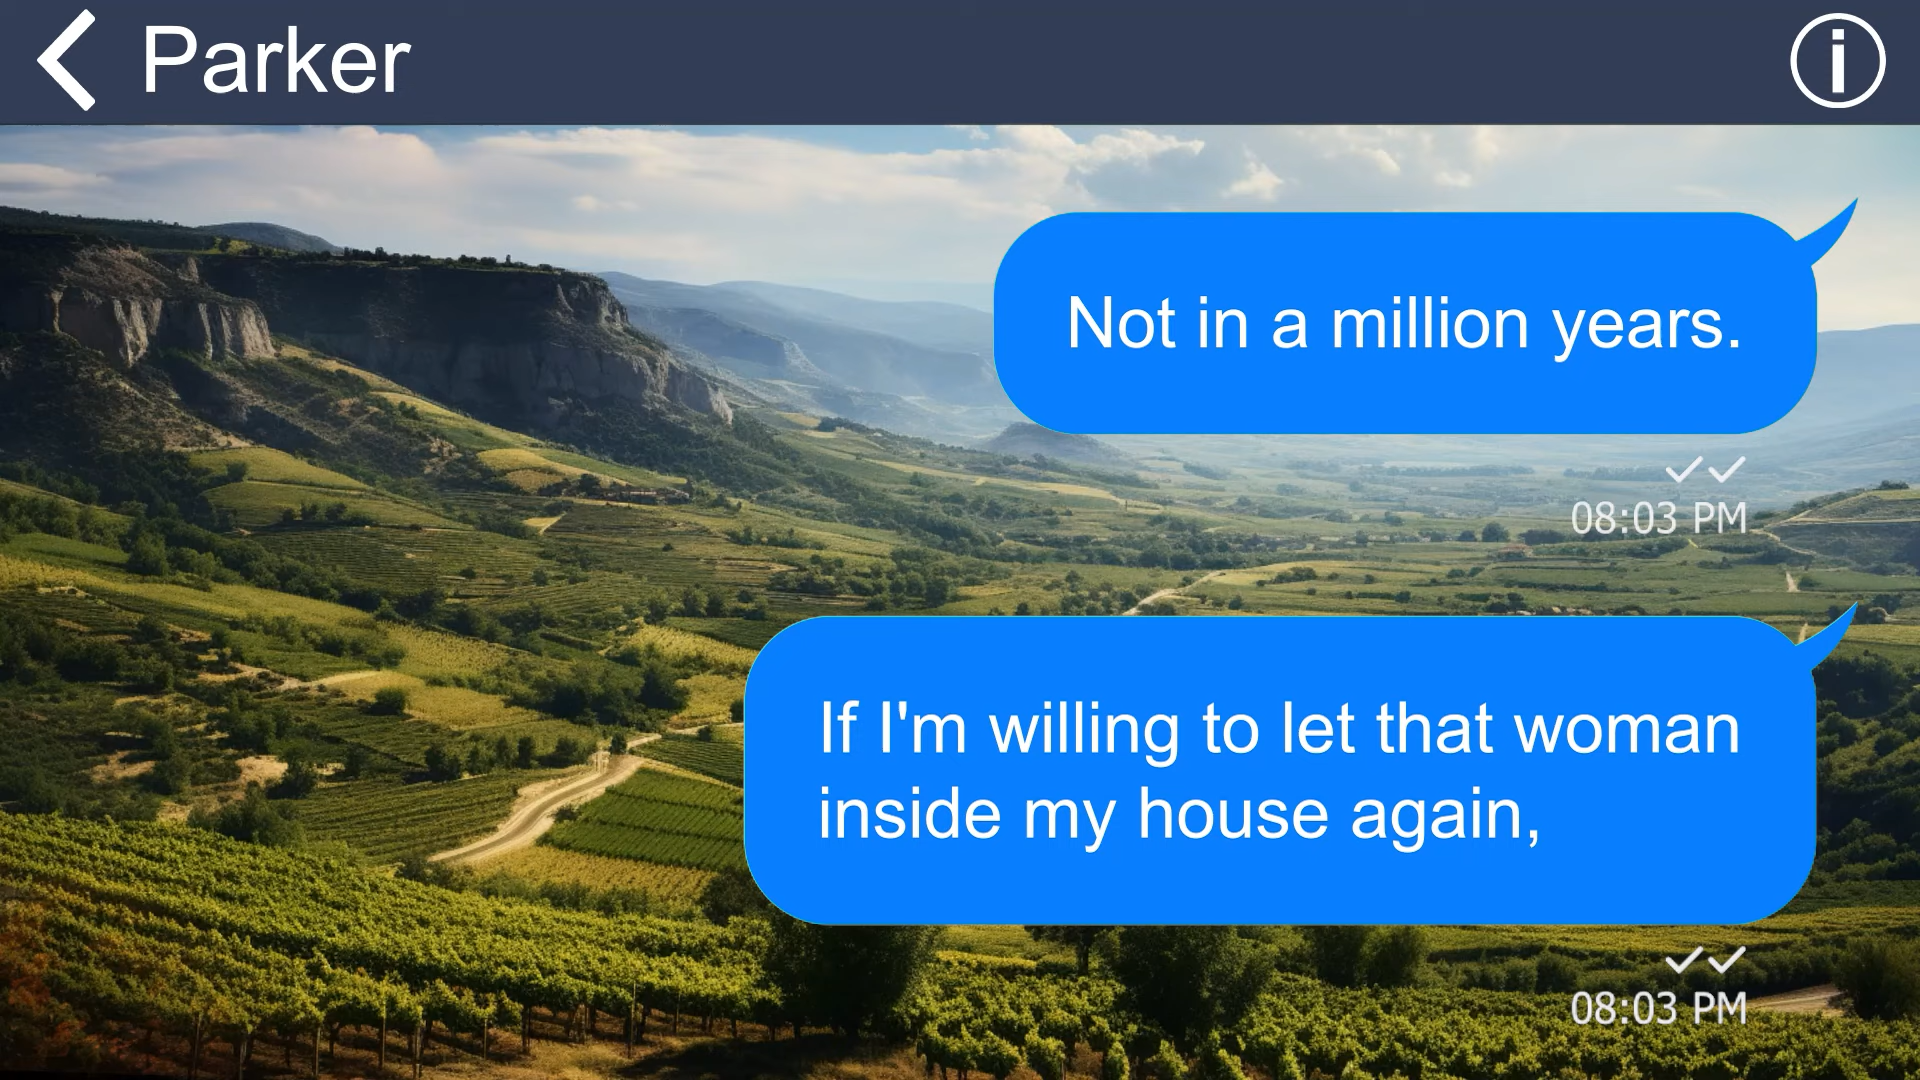 Parker
Not in a million years.
08:03 PM
If I'm willing to let that woman
inside my house again,
08:03 PM